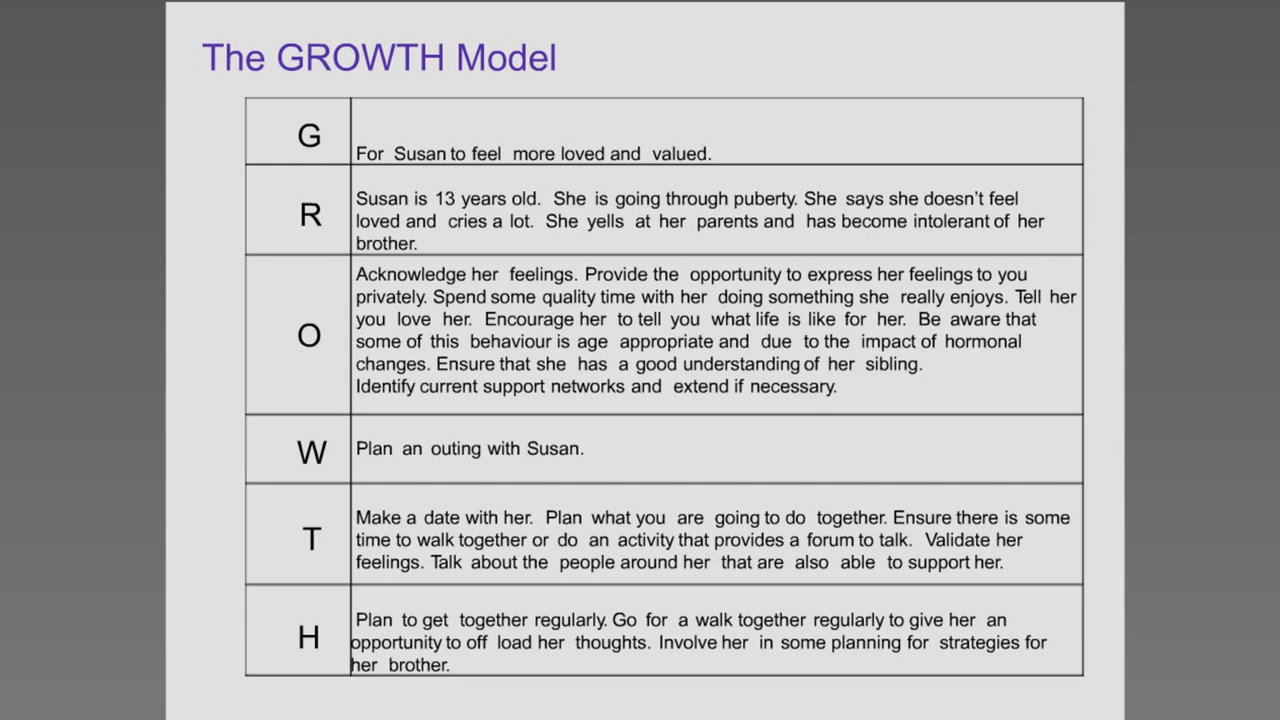 The GROWTH Model
G
For Susan to feel more loved and valued.
R
Susan is 13 years old. She is going through puberty. She says she doesn't feel
loved and cries a lot. She yells at her parents and has become intolerant of her
brother.
O
Acknowledge her feelings. Provide the opportunity to express her feelings to you
privately. Spend some quality time with her doing something she really enjoys. Tell her
you love her. Encourage her to tell you what life is like for her. Be aware that
some of this behaviour is age appropriate and due to the impact of hormonal
changes. Ensure that she has a good understanding of her sibling.
Identify current support networks and extend if necessary.
W
Plan an outing with Susan.
T
Make a date with her. Plan what you are going to do together. Ensure there is some
time to walk together or do an activity that provides a forum to talk. Validate her
feelings. Talk about the people around her that are also able to support her.
H
Plan to get together regularly. Go for a walk together regularly to give her an
opportunity to off load her thoughts. Involve her in some planning for strategies for
her brother.